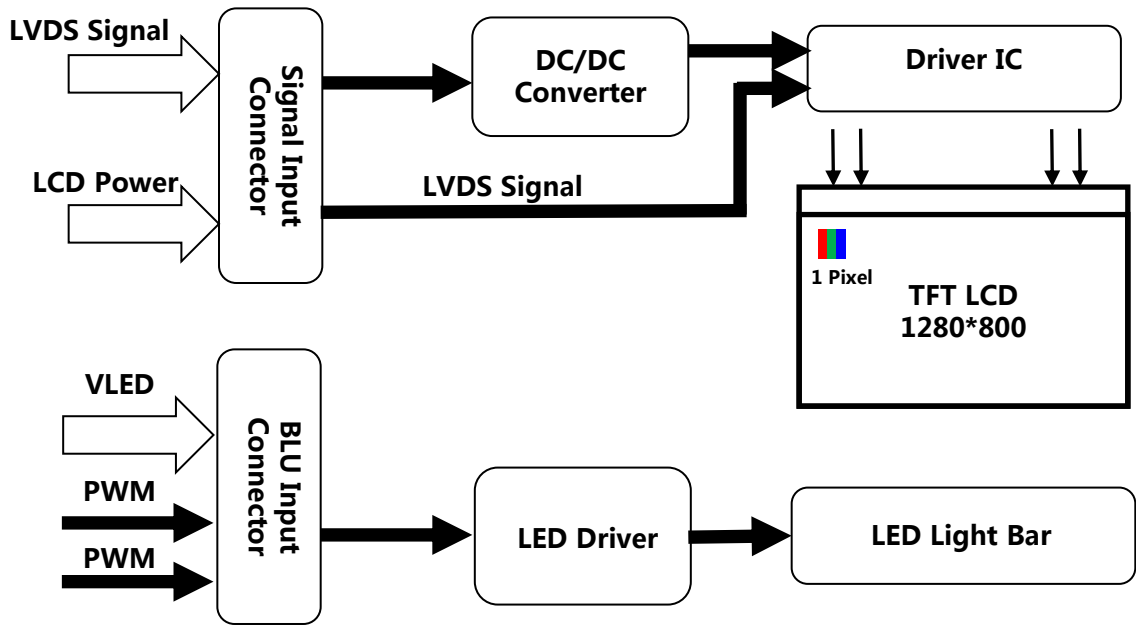 LVDS Signal
LCD Power
Signal Input
Connector
DC/DC
Converter
LVDS Signal
Driver IC
1 Pixel
TFT LCD
1280*800
VLED
PWM
PWM
BLU Input
Connector
LED Driver
LED Light Bar